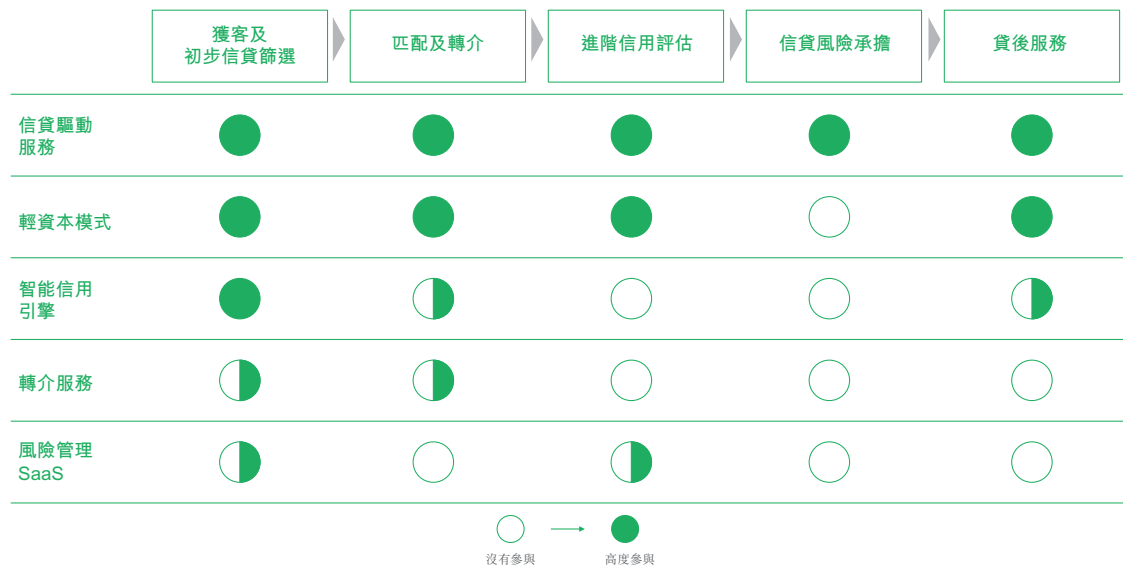 獲客及
初步信貸篩選
匹配及轉介
進階信用評估
信貸風險承擔
貸後服務
信貸驅動
服務
輕資本模式
智能信用
引擎
轉介服務
風險管理
SaaS
沒有參與
高度參與